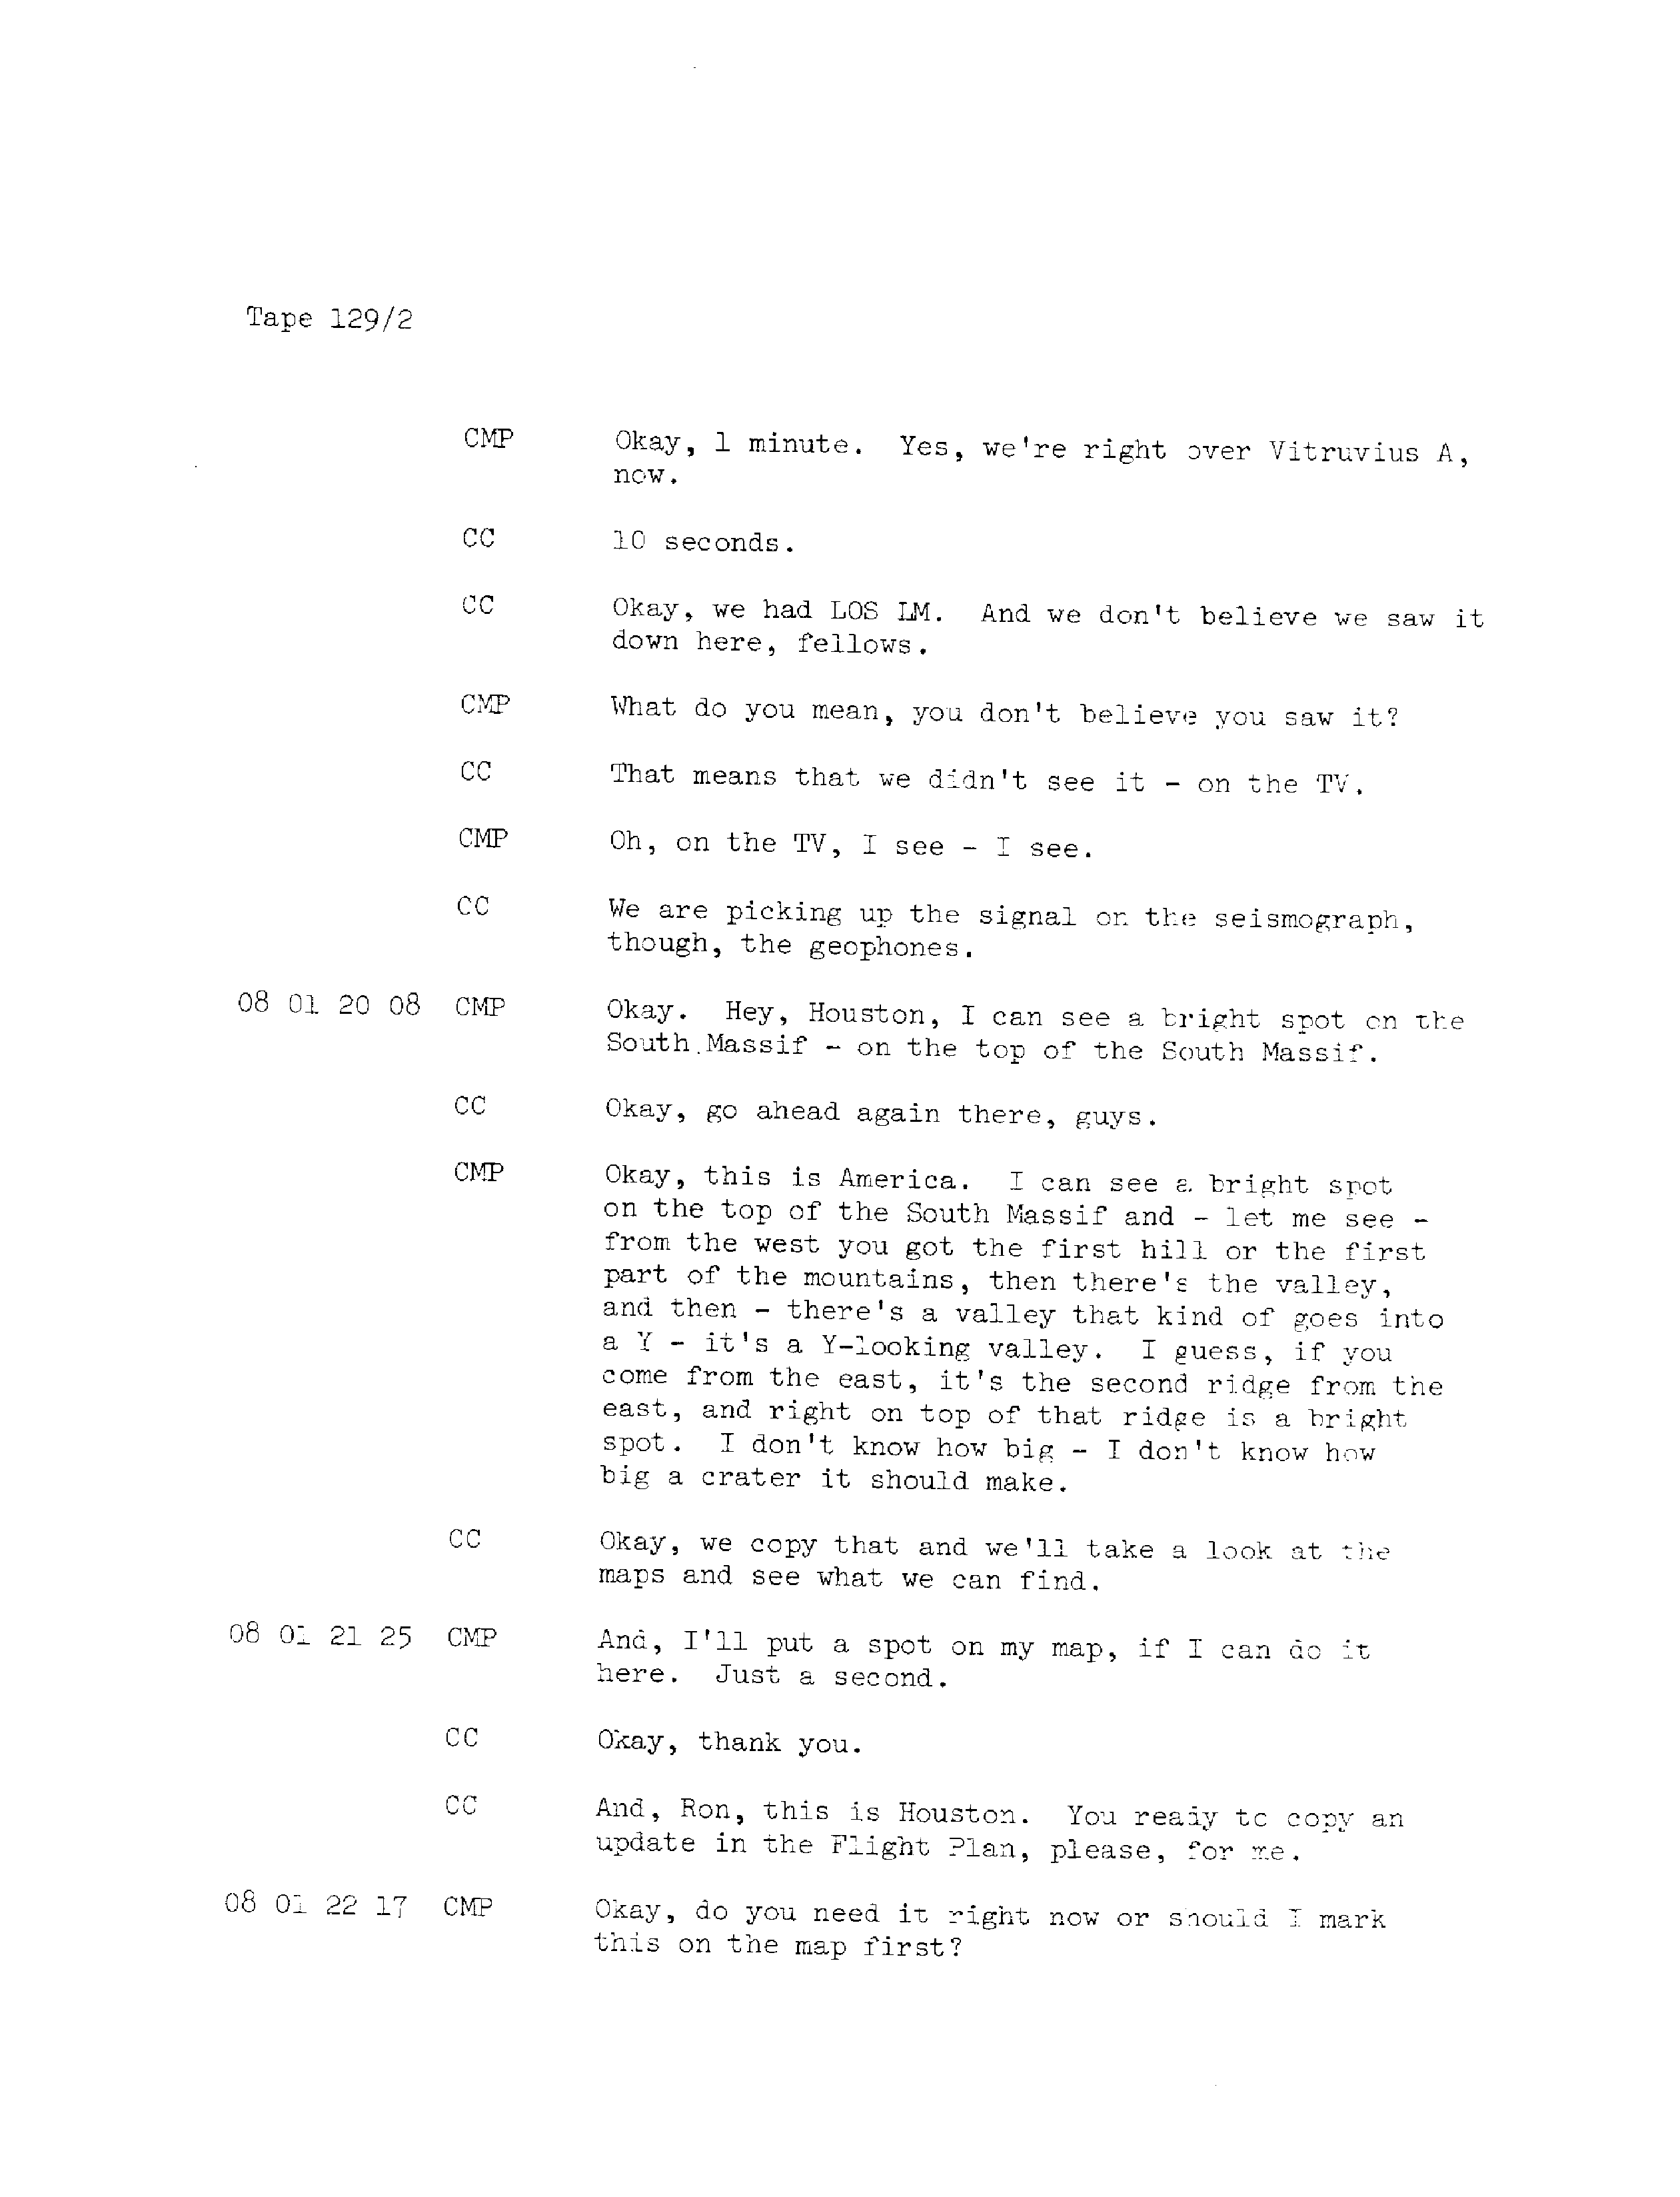 Tape 129/2
CMP Okay, 1 minute. Yes, we're right over Vitruvius A,
now.
CC 10 seconds.
CC Okay, we had LOS LM. And we don't believe we saw it
down here, fellows.
CMP What do you mean, you don't believe you saw it?
CC That means that we didn't see it - on the TV.
CMP Oh, on the TV, I see - I see.
CC We are picking up the signal on the seismograph,
though, the geophones.
08 01 20 08 CMP Okay. Hey, Houston, I can see a bright spot on the
South Massif - on the top of the South Massif.
CC Okay, go ahead again there, guys.
CMP Okay, this is America. I can see a bright spot
on the top of the South Massif and - let me see -
from the west you got the first hill or the first
part of the mountains, then there's the valley,
and then - there's a valley that kind of goes into
a Y - it's a Y-looking valley. I guess, if you
come from the east, it's the second ridge from the
east, and right on top of that ridge is a bright
spot. I don't know how big - I don't know how
big a crater it should make.
CC Okay, we copy that and we'll take a look at the
maps and see what we can find.
08 01 21 25 CMP And, I'll put a spot on my map, if I can do it
here. Just a second.
CC Okay, thank you.
CC And, Ron, this is Houston. You ready to copy an
update in the Flight Plan, please, for me.
08 01 22 17 CMP Okay, do you need it right now or should I mark
this on the map first?